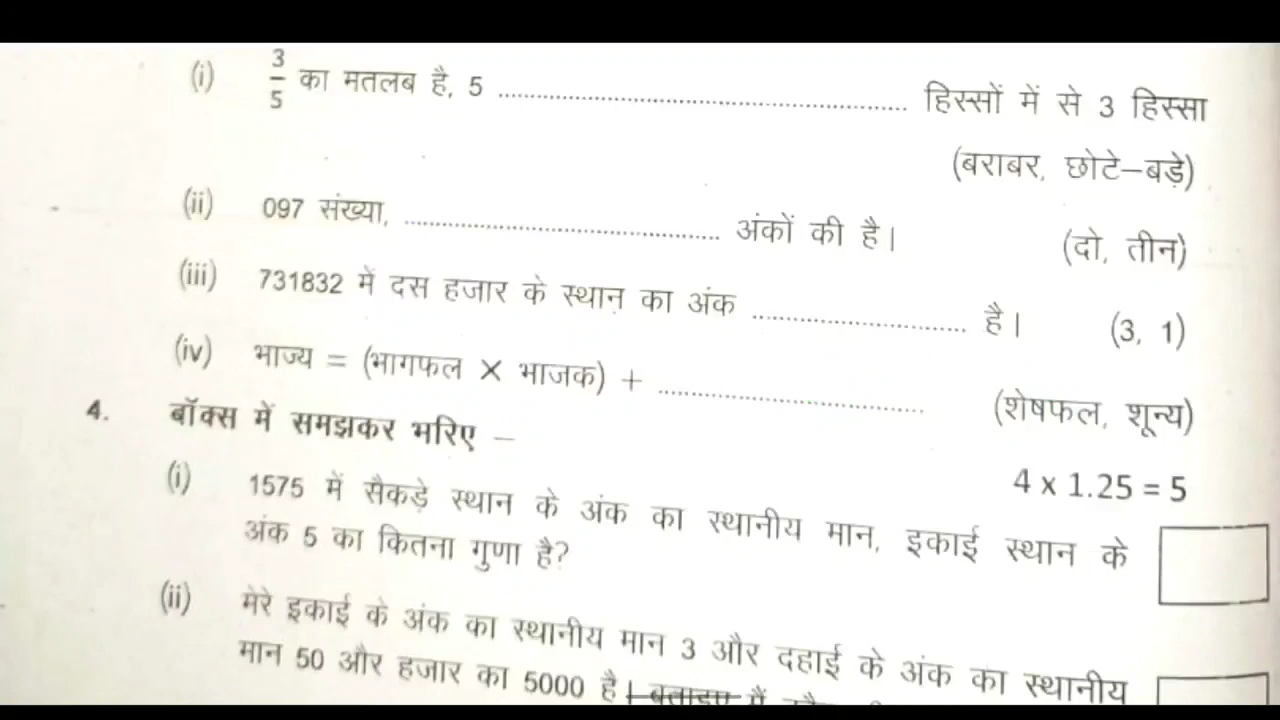 (i) 3/5 का मतलब है, 5 ........................ हिस्सों में से 3 हिस्सा
(बराबर, छोटे–बड़े)
(ii) 097 संख्या, ........................ अंकों की है। (दो, तीन)
(iii) 731832 में दस हजार के स्थान का अंक ........................ है। (3, 1)
(iv) भाज्य = (भागफल X भाजक) + ........................ (शेषफल, शून्य)
4. बॉक्स में समझकर भरिए –
4 x 1.25 = 5
(i) 1575 में सैकड़े स्थान के अंक का स्थानीय मान, इकाई स्थान के
अंक 5 का कितना गुणा है?
(ii) मेरे इकाई के अंक का स्थानीय मान 3 और दहाई के अंक का स्थानीय
मान 50 और हजार का 5000 है। बताइए मैं